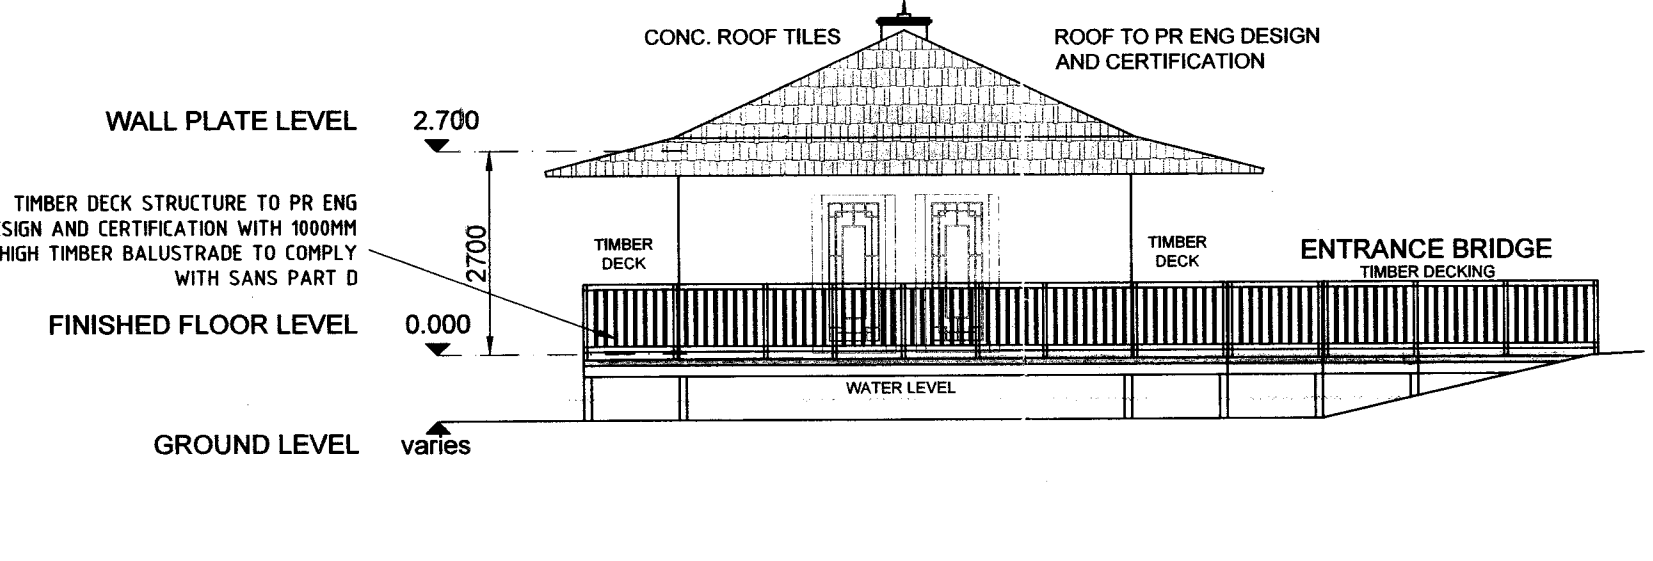 CONC. ROOF TILES
ROOF TO PR ENG DESIGN
AND CERTIFICATION
WALL PLATE LEVEL 2.700
TIMBER DECK STRUCTURE TO PR ENG
ESIGN AND CERTIFICATION WITH 1000MM
HIGH TIMBER BALUSTRADE TO COMPLY
WITH SANS PART D
2700
TIMBER
DECK
TIMBER
DECK
ENTRANCE BRIDGE
TIMBER DECKING
FINISHED FLOOR LEVEL 0.000
WATER LEVEL
GROUND LEVEL varies